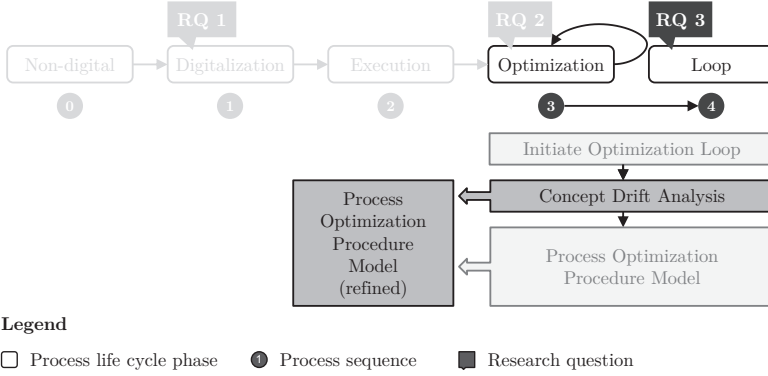 RQ 1
RQ 2
RQ 3
Non-digital
Digitalization
Execution
Optimization
Loop
0
1
2
3
4
Initiate Optimization Loop
Concept Drift Analysis
Process
Optimization
Procedure
Model
(refined)
Process Optimization
Procedure Model
Legend
Process life cycle phase
1 Process sequence
Research question